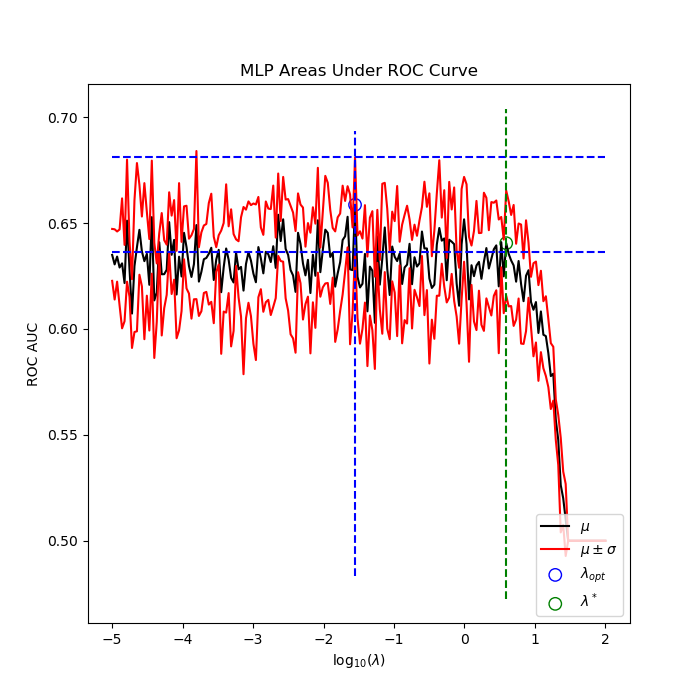 MLP Areas Under ROC Curve
0.70
0.65
0.60
0.55
0.50
ROC AUC
μ
μ ± σ
λ_opt
λ*
−5 −4 −3 −2 −1 0 1 2
log₁₀(λ)